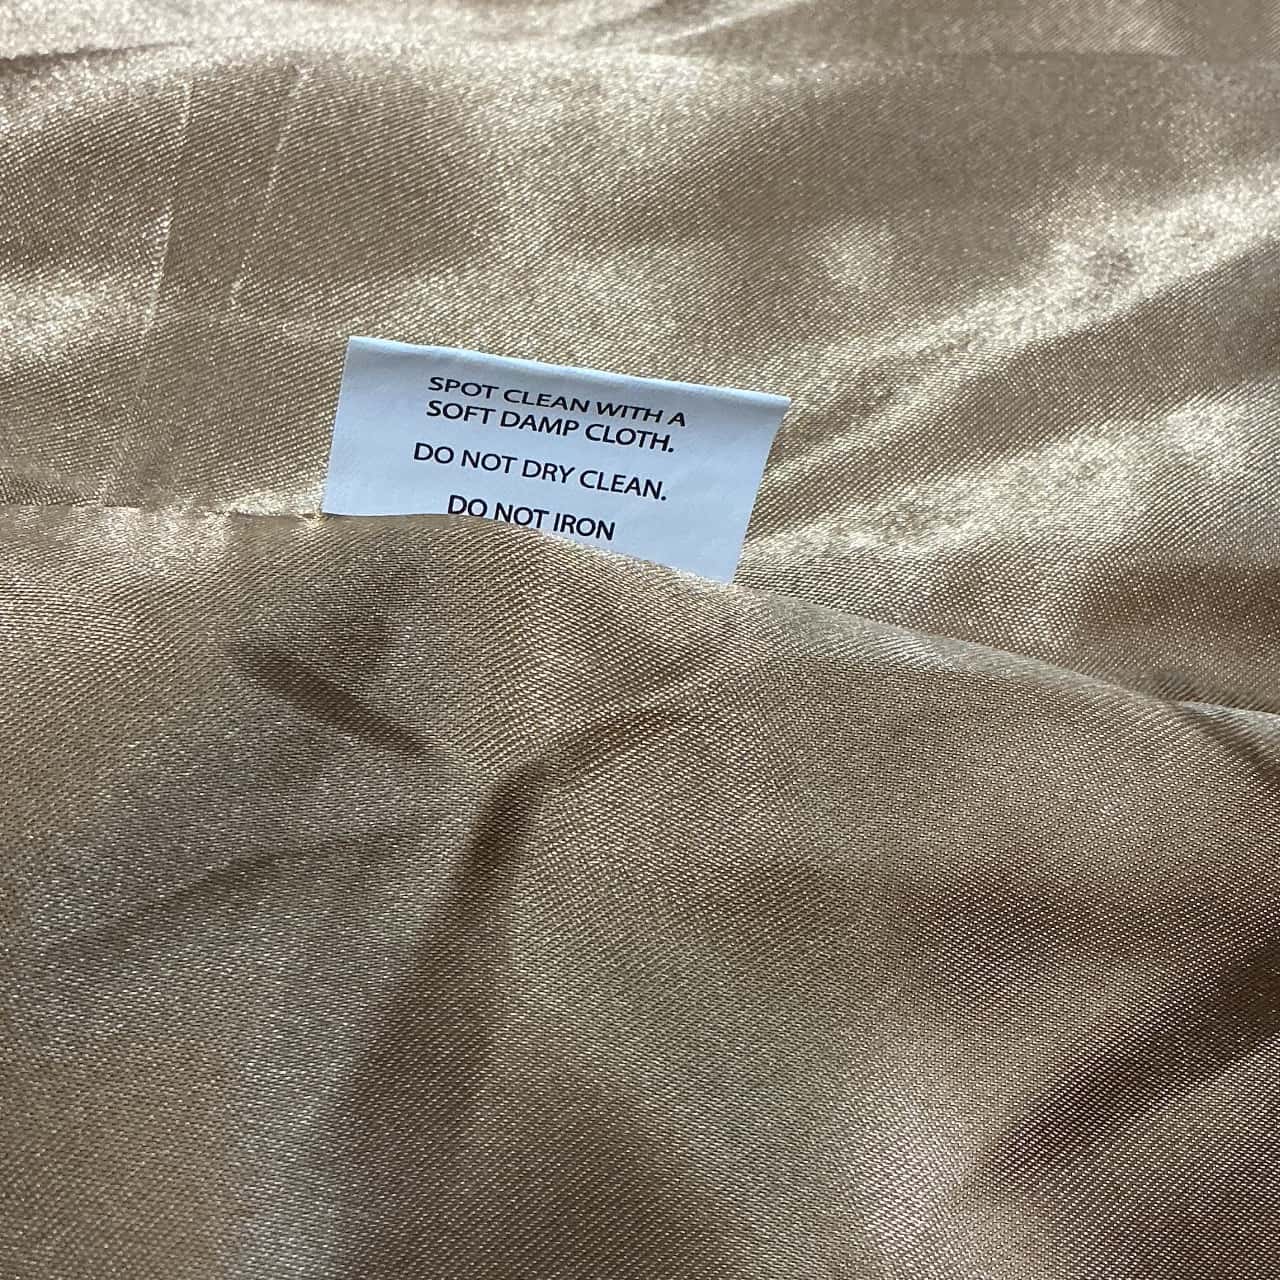 SPOT CLEAN WITH A
SOFT DAMP CLOTH.
DO NOT DRY CLEAN.
DO NOT IRON